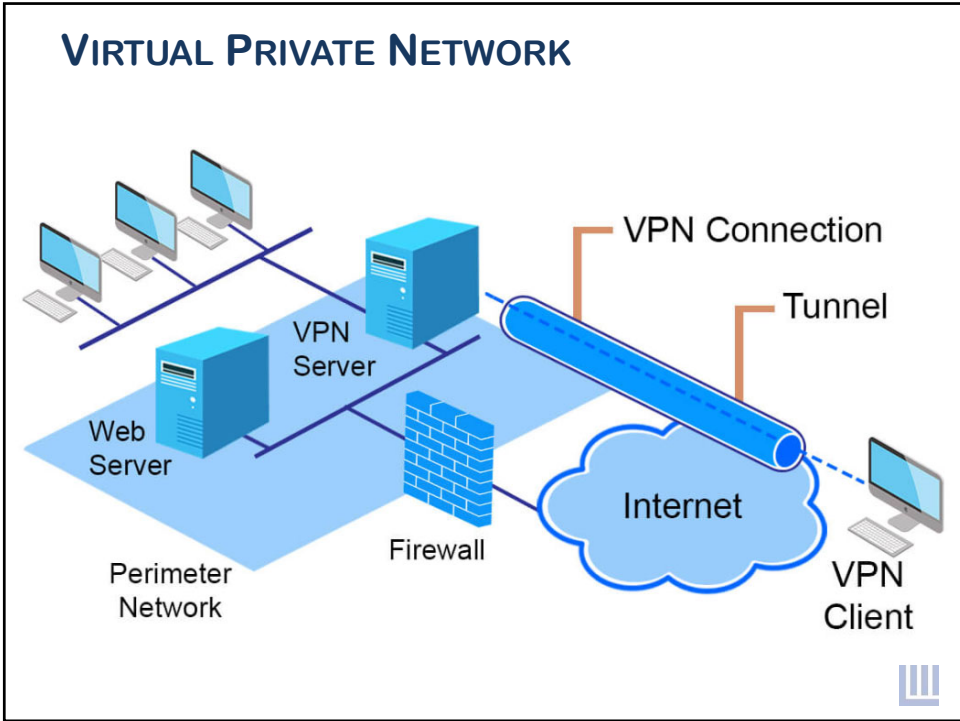 VIRTUAL PRIVATE NETWORK
VPN Connection
Tunnel
VPN
Server
Web
Server
Internet
Firewall
Perimeter
Network
VPN
Client